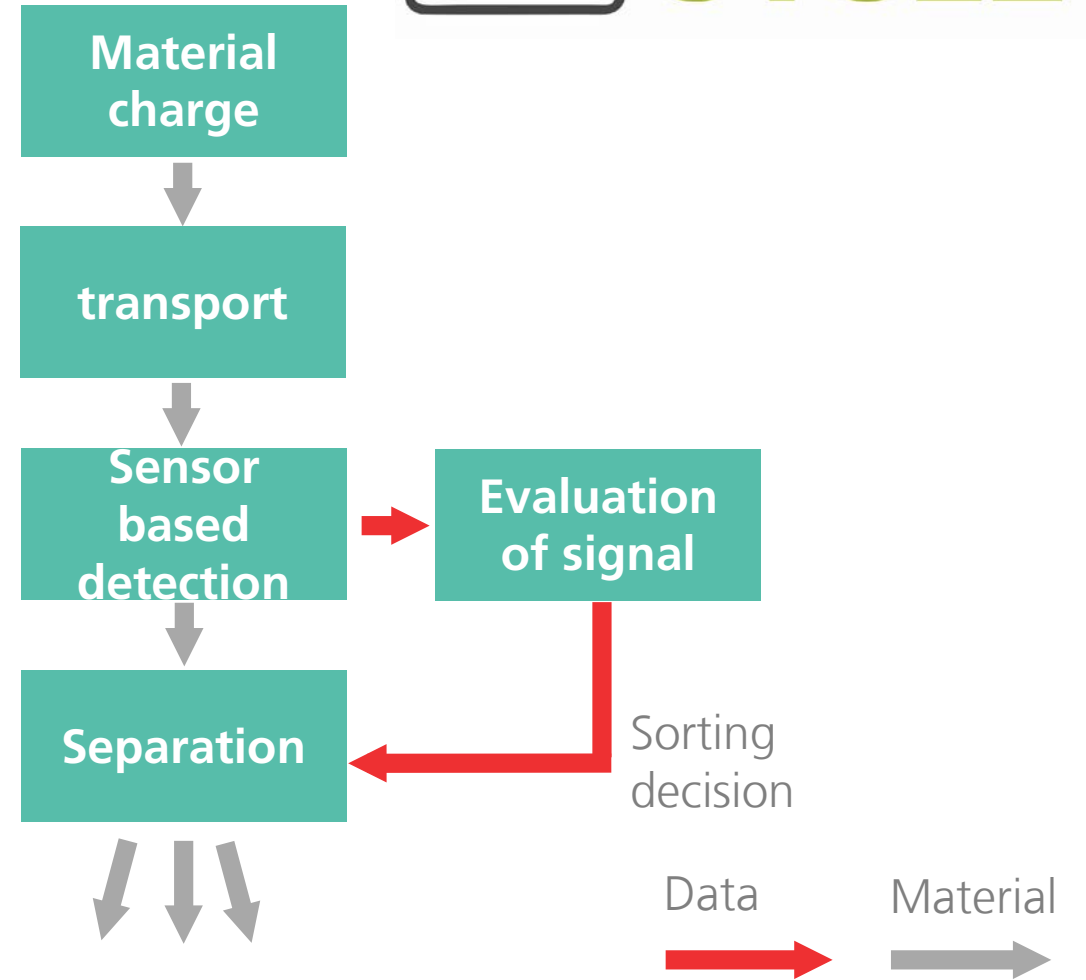 Material
charge
transport
Sensor
based
detection
Evaluation
of signal
Separation
Sorting
decision
Data
Material